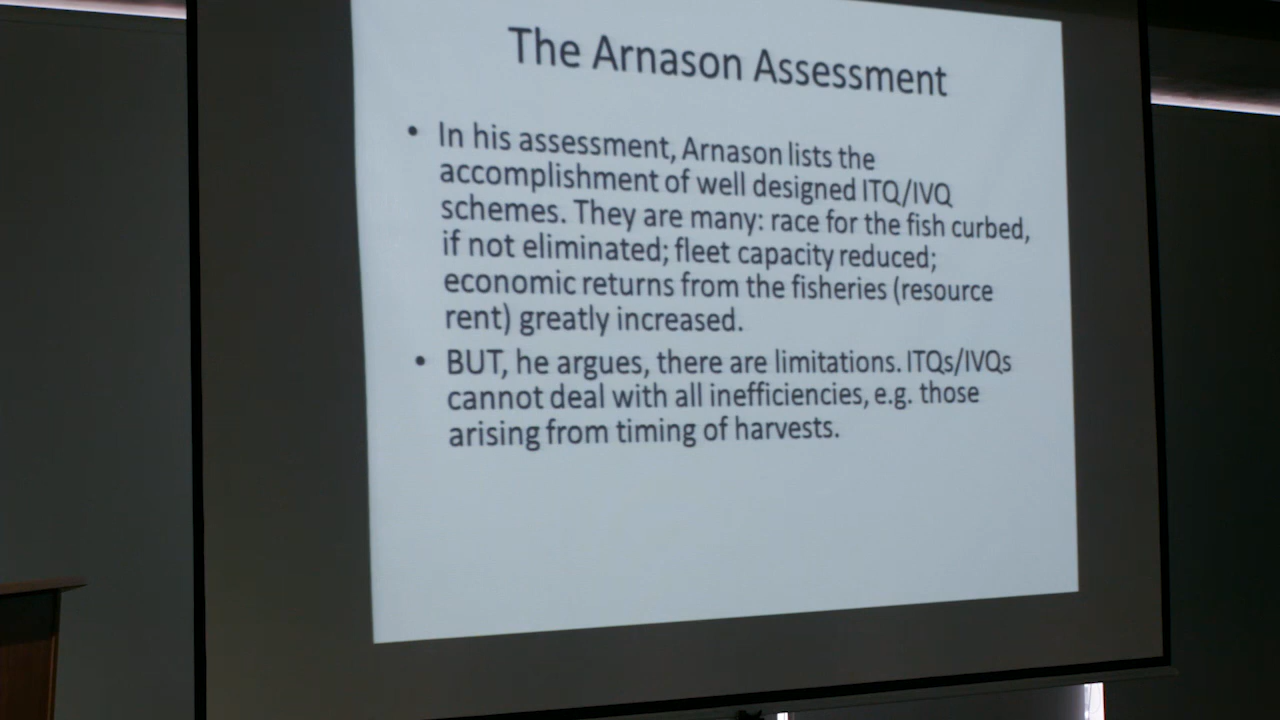 The Arnason Assessment
• In his assessment, Arnason lists the
accomplishment of well designed ITQ/IVQ
schemes. They are many: race for the fish curbed,
if not eliminated; fleet capacity reduced;
economic returns from the fisheries (resource
rent) greatly increased.
• BUT, he argues, there are limitations. ITQs/IVQs
cannot deal with all inefficiencies, e.g. those
arising from timing of harvests.